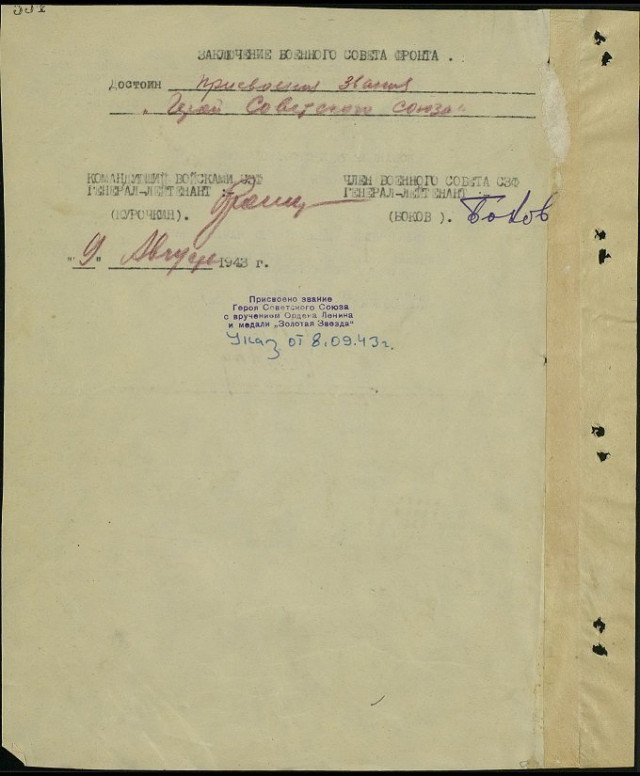 ЗАКЛЮЧЕНИЕ ВОЕННОГО СОВЕТА ФРОНТА .
Достоин присвоения звания
„Герой Советского союза"
КОМАНДУЮЩИЙ ВОЙСКАМИ СЗФ
ГЕНЕРАЛ-ЛЕЙТЕНАНТ :
(КУРОЧКИН).
ЧЛЕН ВОЕННОГО СОВЕТА СЗФ
ГЕНЕРАЛ-ЛЕЙТЕНАНТ :
(БОКОВ ). Боков
"9" Августа 1943 г.
Присвоено звание
Героя Советского Союза
с вручением Ордена Ленина
и медали „Золотая Звезда"
Указ от 8.09.43г.